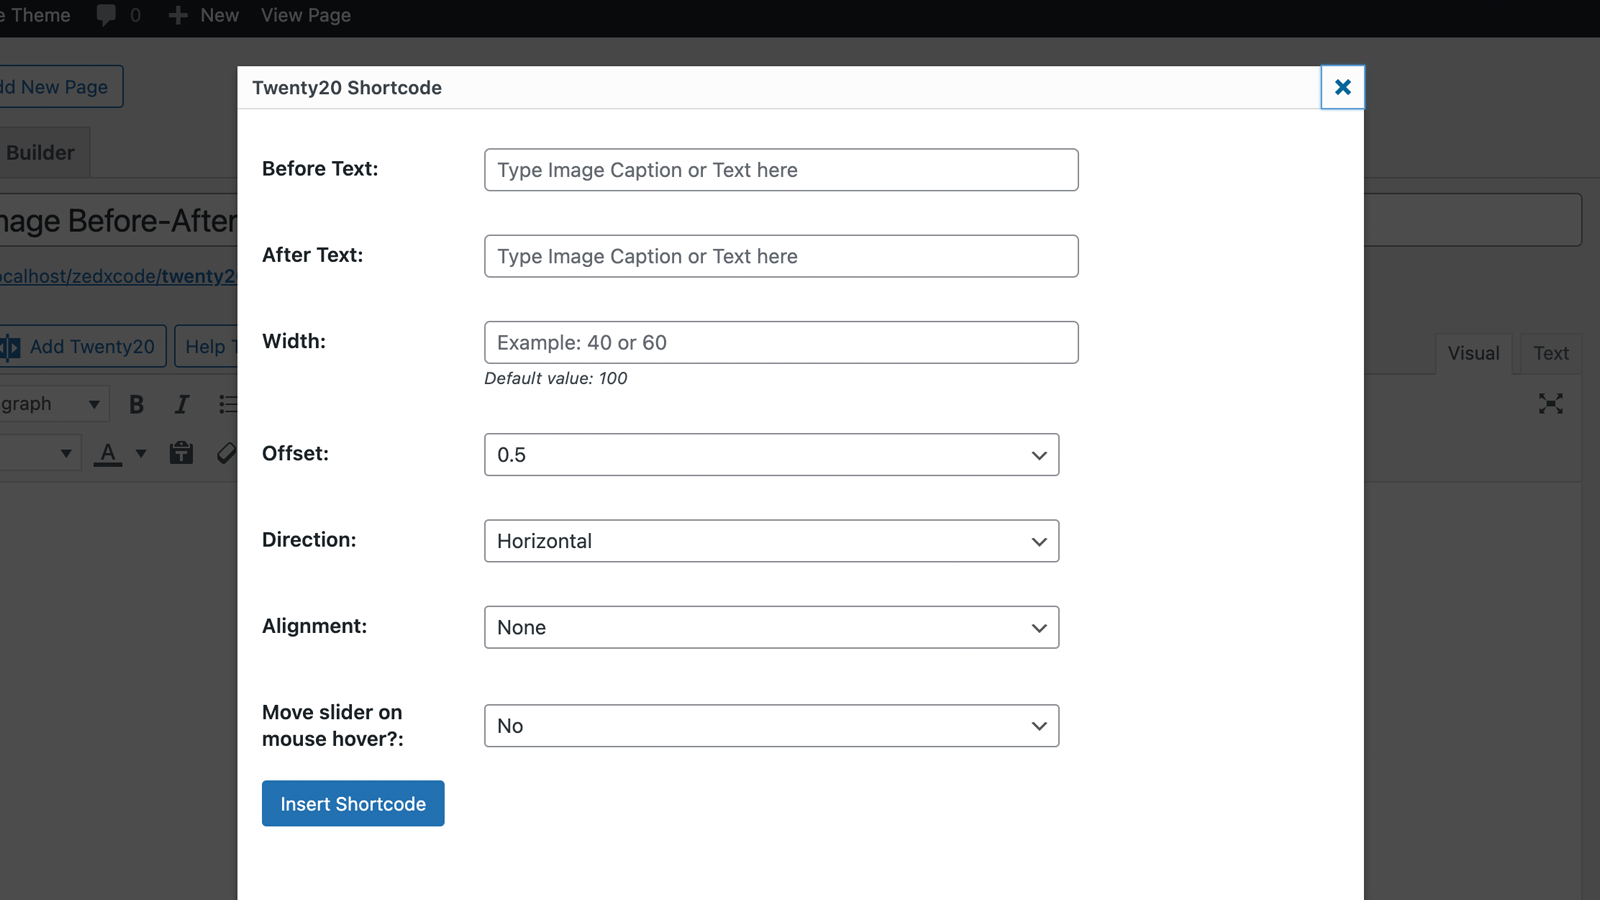 e Theme 0 New View Page
dd New Page
Twenty20 Shortcode
Builder
Before Text: Type Image Caption or Text here
mage Before-After
After Text: Type Image Caption or Text here
ocalhost/zedxcode/twenty2
Width: Example: 40 or 60
Default value: 100
Add Twenty20 Help T
Visual Text
graph B I
A T
Offset: 0.5
Direction: Horizontal
Alignment: None
Move slider on
mouse hover?: No
Insert Shortcode